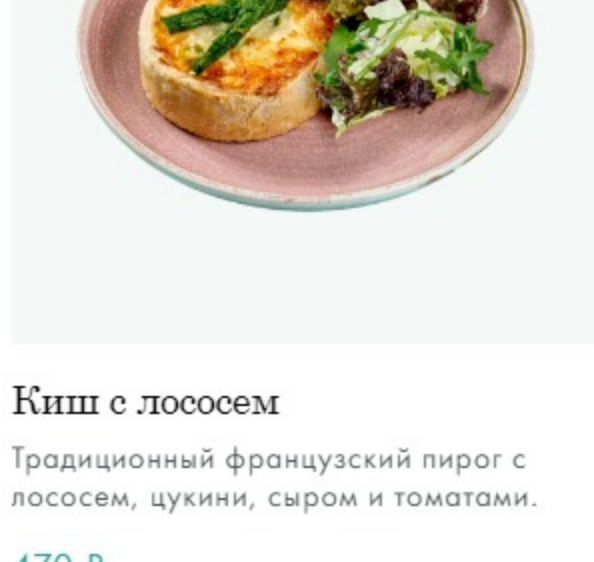 Киш с лососем
Традиционный французский пирог с
лососем, цукини, сыром и томатами.